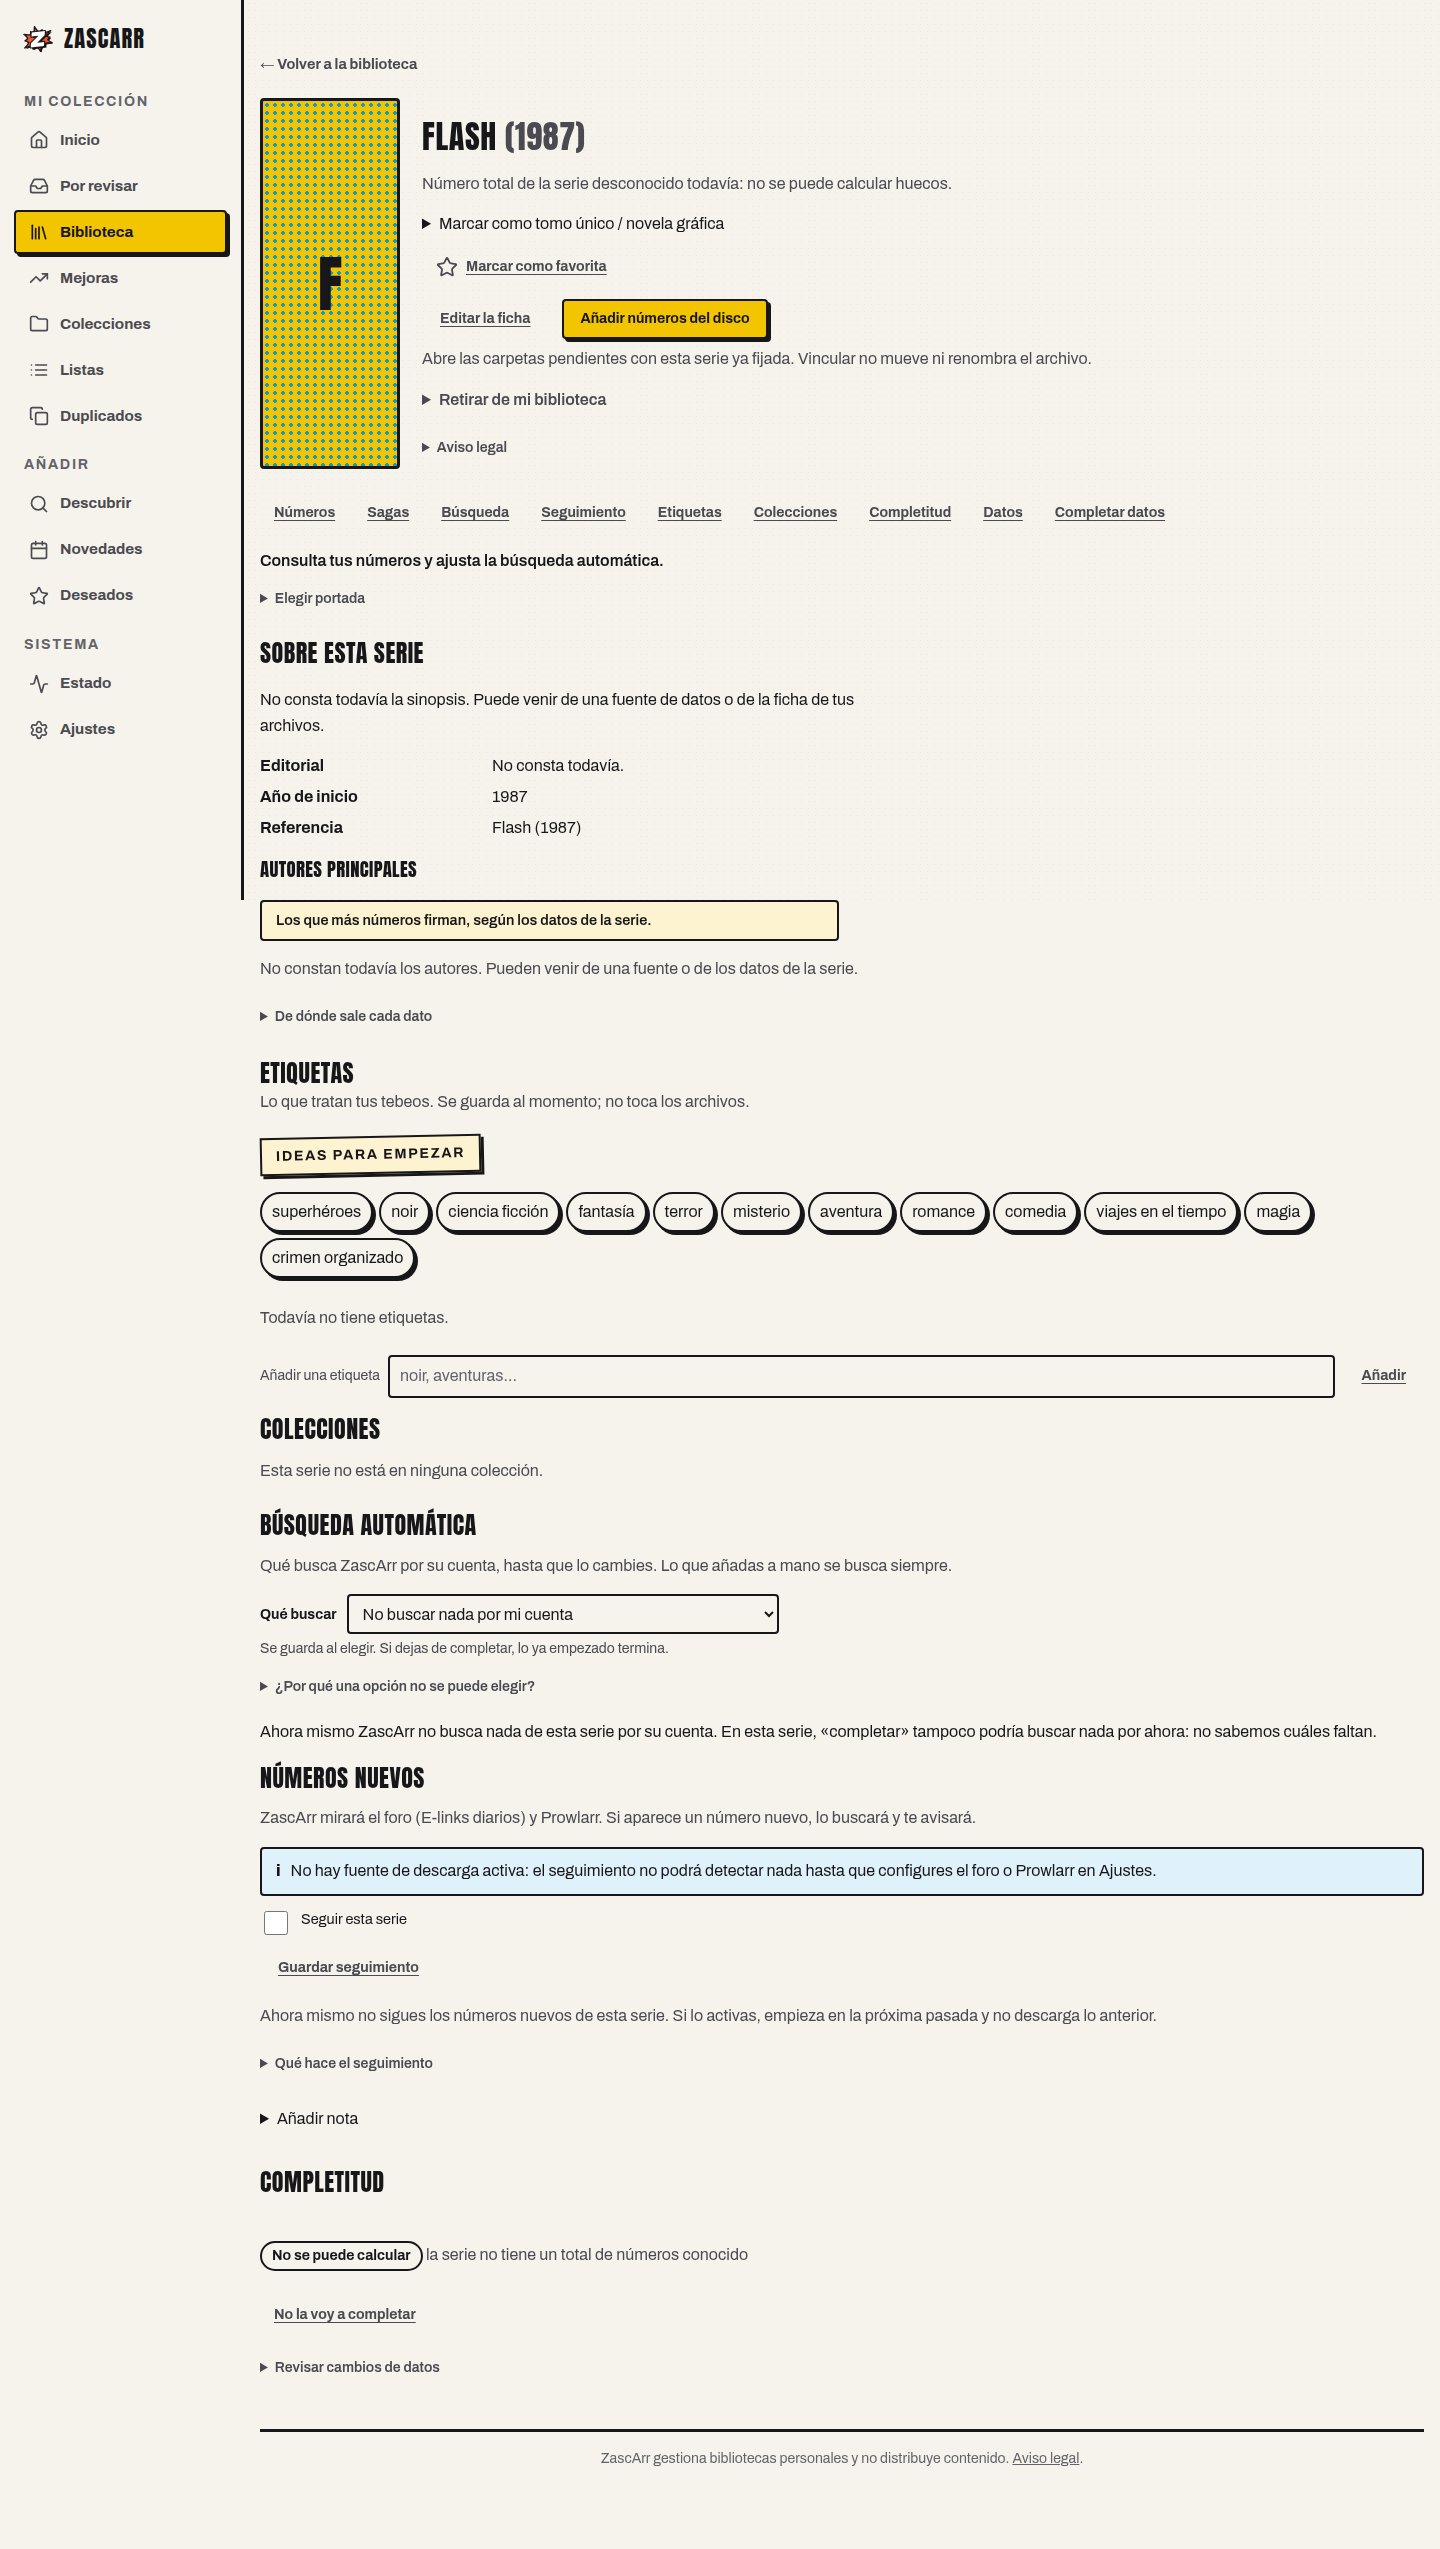 ZASCARR
MI COLECCIÓN
Inicio
Por revisar
Biblioteca
Mejoras
Colecciones
Listas
Duplicados
AÑADIR
Descubrir
Novedades
Deseados
SISTEMA
Estado
Ajustes
← Volver a la biblioteca
F
FLASH (1987)
Número total de la serie desconocido todavía: no se puede calcular huecos.
Marcar como tomo único / novela gráfica
Marcar como favorita
Editar la ficha
Añadir números del disco
Abre las carpetas pendientes con esta serie ya fijada. Vincular no mueve ni renombra el archivo.
Retirar de mi biblioteca
Aviso legal
Números Sagas Búsqueda Seguimiento Etiquetas Colecciones Completitud Datos Completar datos
Consulta tus números y ajusta la búsqueda automática.
Elegir portada
SOBRE ESTA SERIE
No consta todavía la sinopsis. Puede venir de una fuente de datos o de la ficha de tus
archivos.
Editorial No consta todavía.
Año de inicio 1987
Referencia Flash (1987)
AUTORES PRINCIPALES
Los que más números firman, según los datos de la serie.
No constan todavía los autores. Pueden venir de una fuente o de los datos de la serie.
De dónde sale cada dato
ETIQUETAS
Lo que tratan tus tebeos. Se guarda al momento; no toca los archivos.
IDEAS PARA EMPEZAR
superhéroes noir ciencia ficción fantasía terror misterio aventura romance comedia viajes en el tiempo magia
crimen organizado
Todavía no tiene etiquetas.
Añadir una etiqueta noir, aventuras... Añadir
COLECCIONES
Esta serie no está en ninguna colección.
BÚSQUEDA AUTOMÁTICA
Qué busca ZascArr por su cuenta, hasta que lo cambies. Lo que añadas a mano se busca siempre.
Qué buscar No buscar nada por mi cuenta
Se guarda al elegir. Si dejas de completar, lo ya empezado termina.
¿Por qué una opción no se puede elegir?
Ahora mismo ZascArr no busca nada de esta serie por su cuenta. En esta serie, «completar» tampoco podría buscar nada por ahora: no sabemos cuáles faltan.
NÚMEROS NUEVOS
ZascArr mirará el foro (E-links diarios) y Prowlarr. Si aparece un número nuevo, lo buscará y te avisará.
i No hay fuente de descarga activa: el seguimiento no podrá detectar nada hasta que configures el foro o Prowlarr en Ajustes.
Seguir esta serie
Guardar seguimiento
Ahora mismo no sigues los números nuevos de esta serie. Si lo activas, empieza en la próxima pasada y no descarga lo anterior.
Qué hace el seguimiento
Añadir nota
COMPLETITUD
No se puede calcular la serie no tiene un total de números conocido
No la voy a completar
Revisar cambios de datos
ZascArr gestiona bibliotecas personales y no distribuye contenido. Aviso legal.